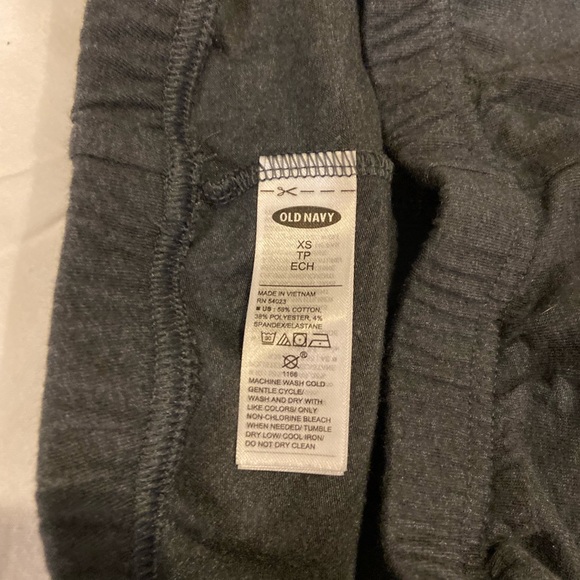 OLD NAVY
XS
TP
ECH
MADE IN VIETNAM
RN 54023
US : 58% COTTON,
38% POLYESTER, 4%
SPANDEX/ELASTANE
®
1166
MACHINE WASH COLD
GENTLE CYCLE/
WASH AND DRY WITH
LIKE COLORS/ ONLY
NON-CHLORINE BLEACH
WHEN NEEDED/ TUMBLE
DRY LOW/ COOL IRON/
DO NOT DRY CLEAN